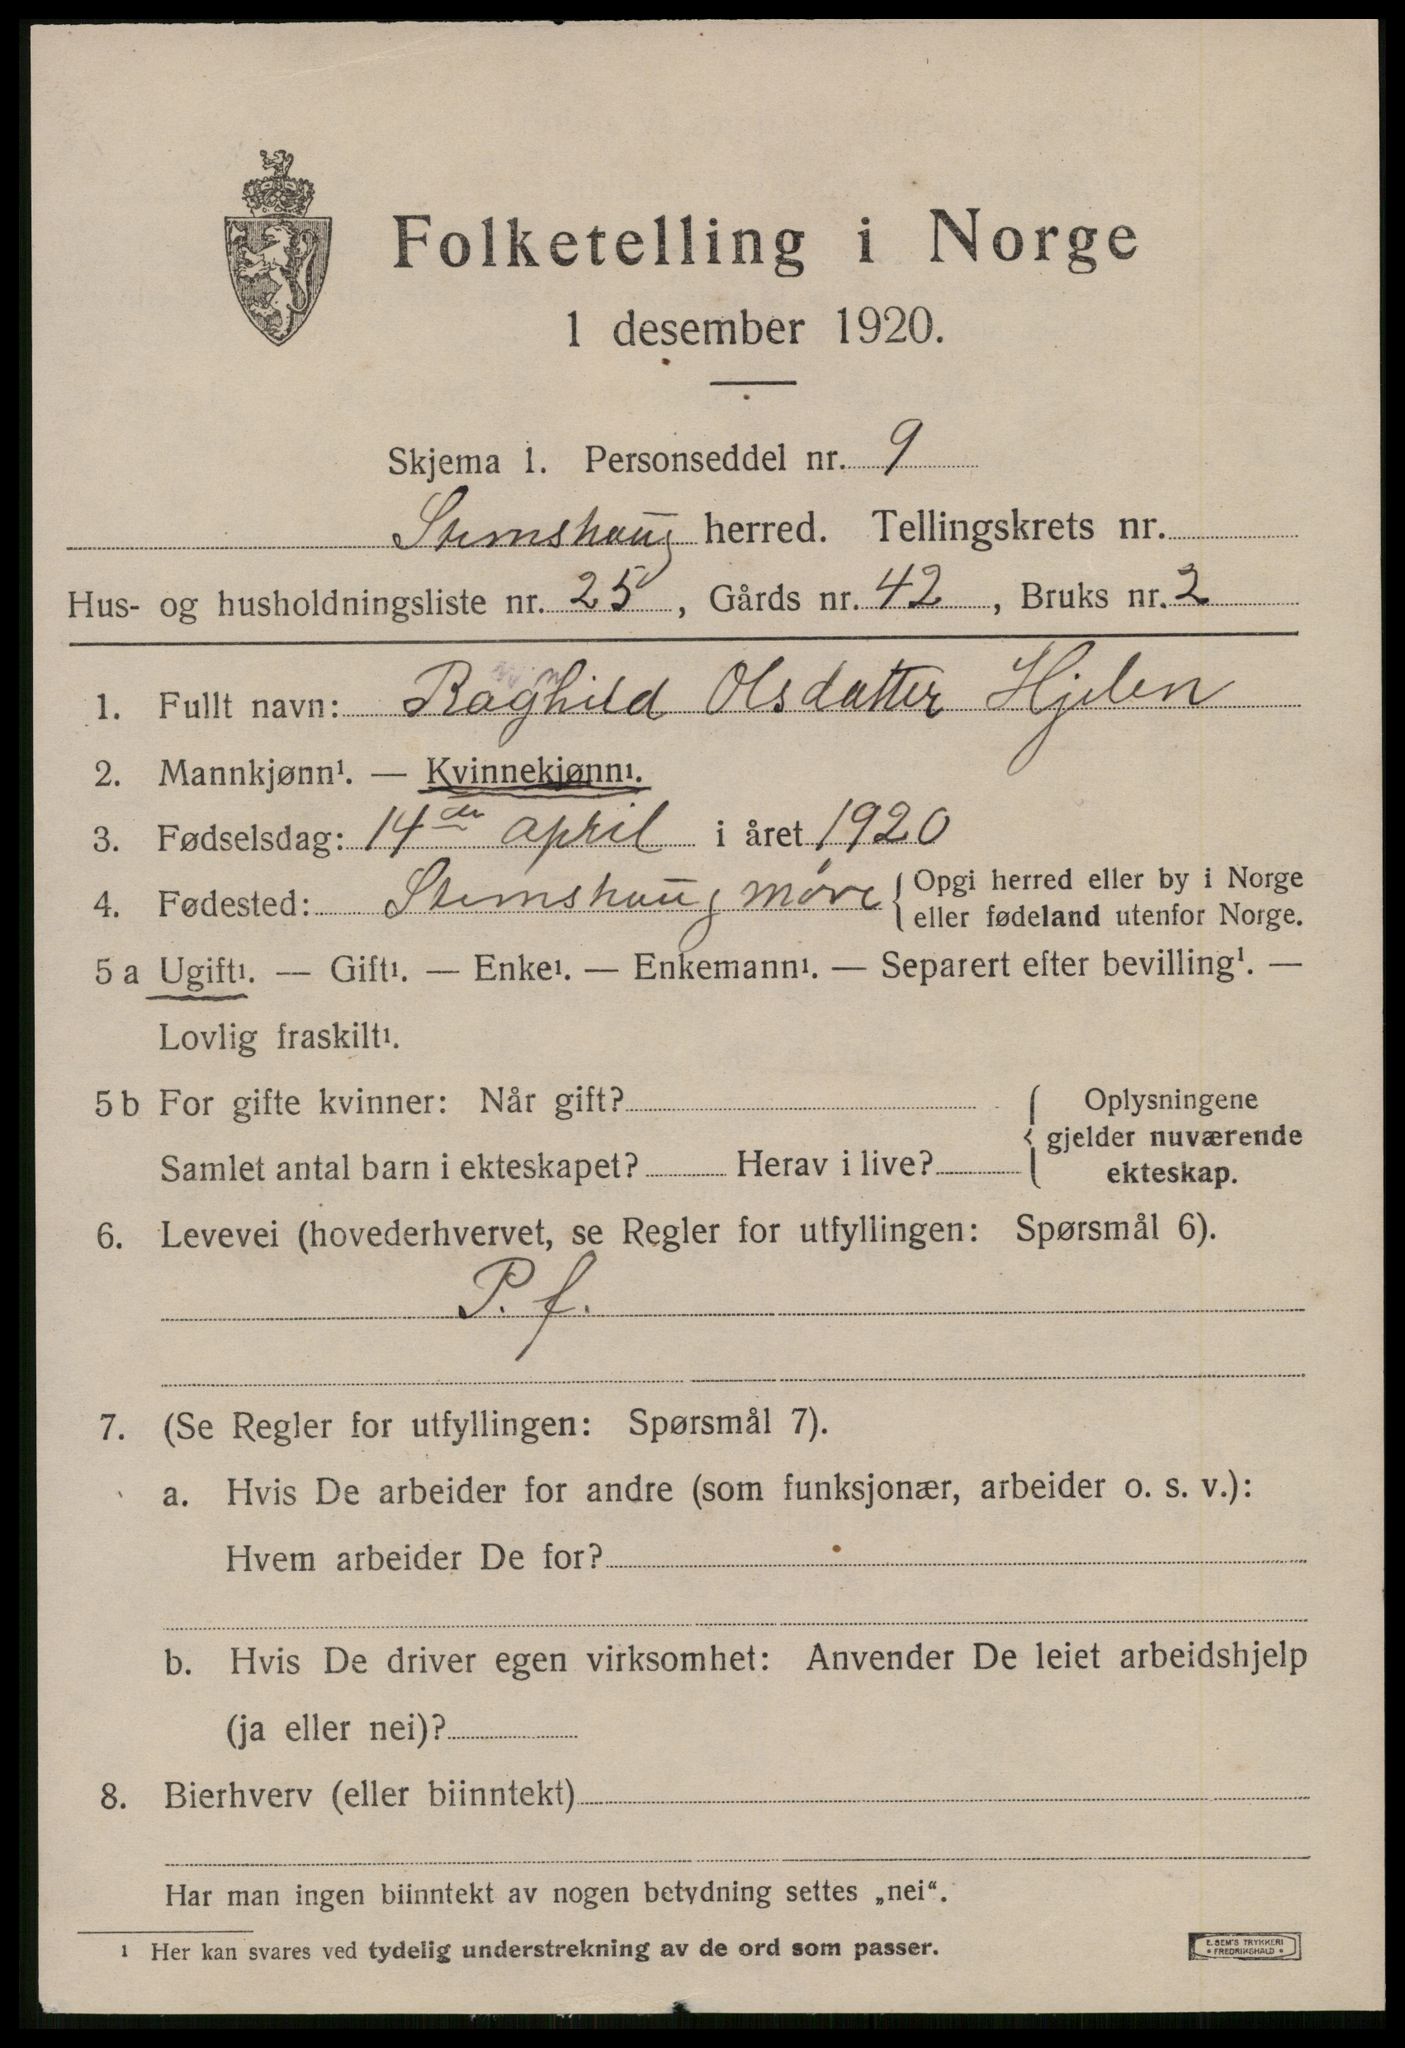 Folketelling i Norge
1 desember 1920.
Skjema 1. Personseddel nr. 9
Stemshaug herred. Tellingskrets nr.
Hus- og husholdningsliste nr. 25, Gårds nr. 42, Bruks nr. 2
1. Fullt navn: Raghild Olsdatter Hjelen
2. Mannkjønn¹. — Kvinnekjønn¹.
3. Fødselsdag: 14de april i året 1920
4. Fødested: Stemshaug Møre { Opgi herred eller by i Norge
eller fødeland utenfor Norge.
5 a Ugift¹. — Gift¹. — Enke¹. — Enkemann¹. — Separert efter bevilling¹. —
Lovlig fraskilt¹.
5 b For gifte kvinner: Når gift?
Samlet antal barn i ekteskapet? Herav i live?
{ Oplysningene
gjelder nuværende
ekteskap.
6. Levevei (hovederhvervet, se Regler for utfyllingen: Spørsmål 6).
P. f.
7. (Se Regler for utfyllingen: Spørsmål 7).
a. Hvis De arbeider for andre (som funksjonær, arbeider o. s. v.):
Hvem arbeider De for?
b. Hvis De driver egen virksomhet: Anvender De leiet arbeidshjelp
(ja eller nei)?
8. Bierhverv (eller biinntekt)
Har man ingen biinntekt av nogen betydning settes „nei“.
¹ Her kan svares ved tydelig understrekning av de ord som passer.
E. SEM'S TRYKKERI
• FREDRIKSHALD •